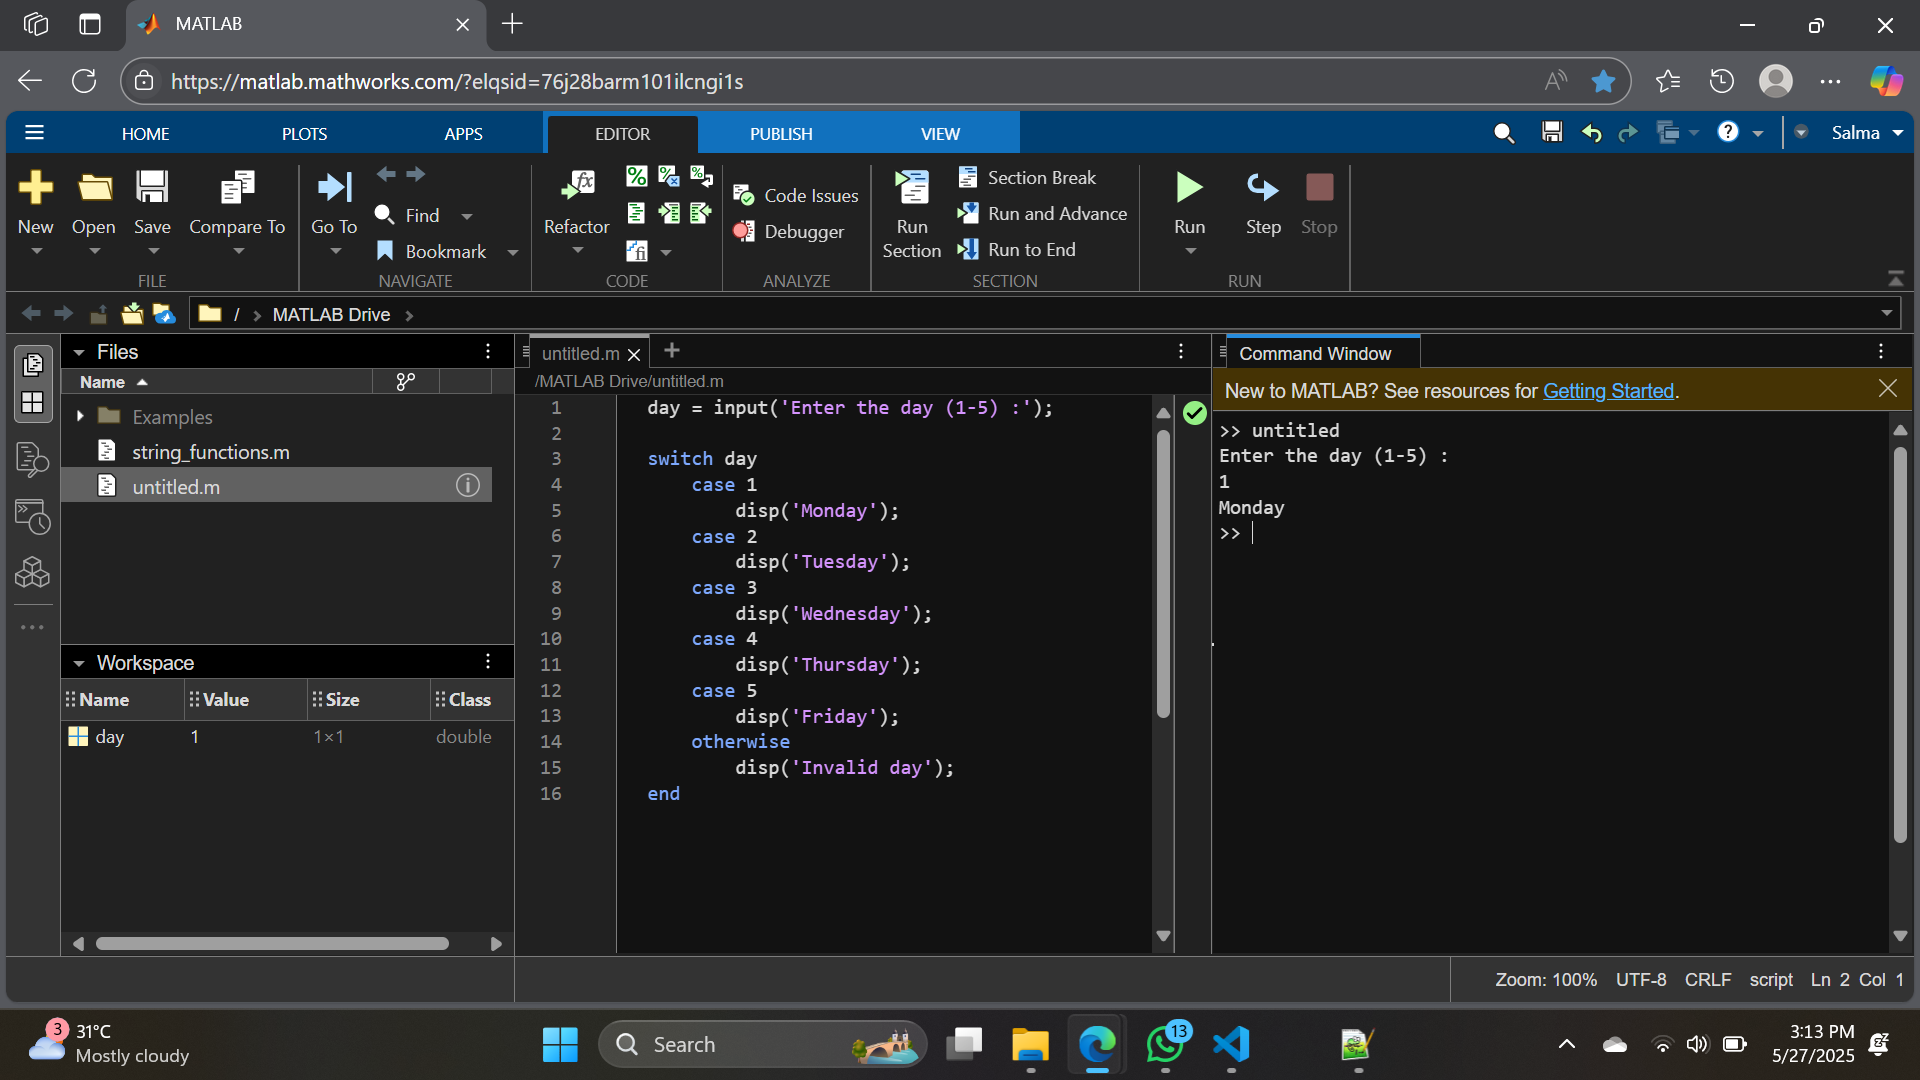 MATLAB
https://matlab.mathworks.com/?elqsid=76j28barm101ilcngi1s
HOME PLOTS APPS EDITOR PUBLISH VIEW Salma
New Open Save Compare To
FILE
Go To Find Bookmark
NAVIGATE
Refactor
CODE
Code Issues
Debugger
ANALYZE
Run Section
Section Break
Run and Advance
Run to End
SECTION
Run Step Stop
RUN
/ > MATLAB Drive >
Files
Name
Examples
string_functions.m
untitled.m
Workspace
Name Value Size Class
day 1 1×1 double
untitled.m
/MATLAB Drive/untitled.m
1 day = input('Enter the day (1-5) :');
2
3 switch day
4 case 1
5 disp('Monday');
6 case 2
7 disp('Tuesday');
8 case 3
9 disp('Wednesday');
10 case 4
11 disp('Thursday');
12 case 5
13 disp('Friday');
14 otherwise
15 disp('Invalid day');
16 end
Command Window
New to MATLAB? See resources for Getting Started.
>> untitled
Enter the day (1-5) :
1
Monday
>>
Zoom: 100% UTF-8 CRLF script Ln 2 Col 1
3 31°C
Mostly cloudy
Search
13
3:13 PM
5/27/2025